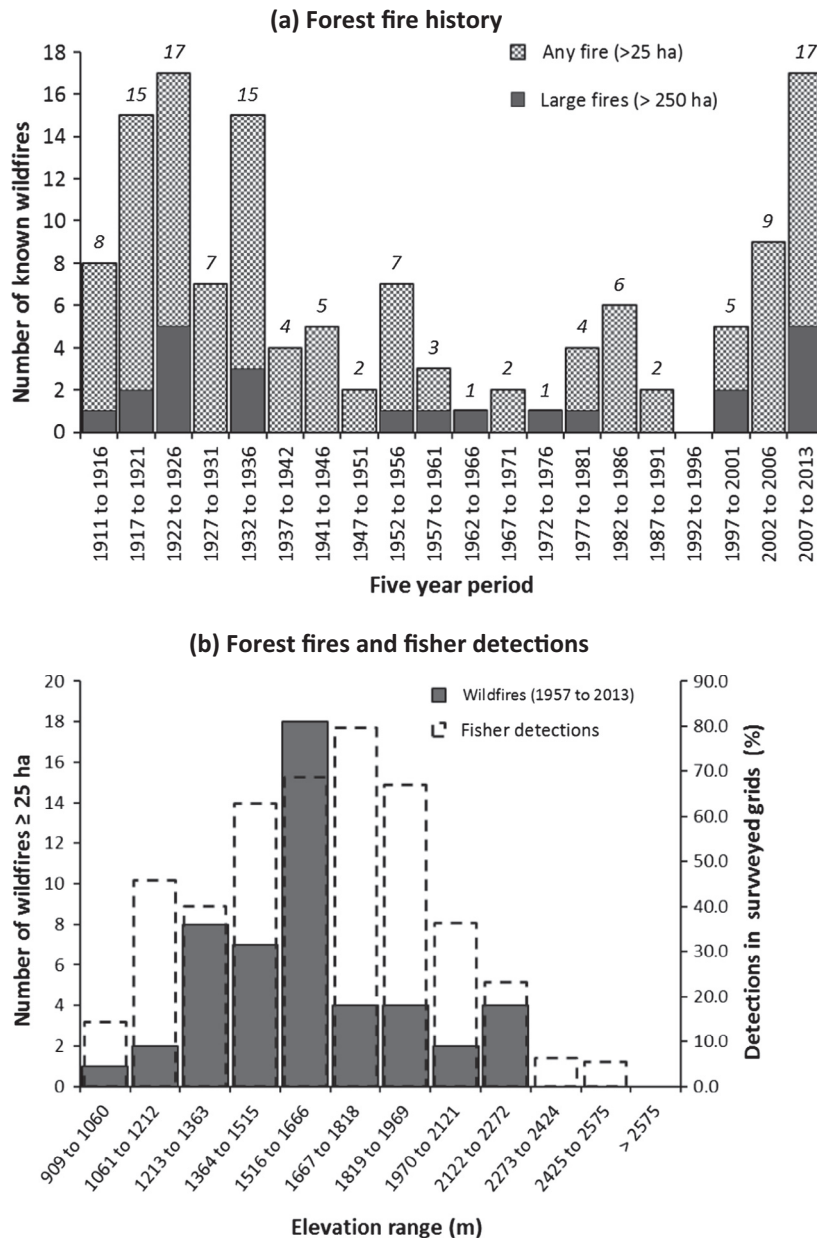 (a) Forest fire history
Number of known wildfires
18
16
14
12
10
8
6
4
2
0
Any fire (>25 ha)
Large fires (> 250 ha)
8
15
17
7
15
4
5
2
7
3
1
2
1
4
6
2
5
9
17
1911 to 1916
1917 to 1921
1922 to 1926
1927 to 1931
1932 to 1936
1937 to 1942
1941 to 1946
1947 to 1951
1952 to 1956
1957 to 1961
1962 to 1966
1967 to 1971
1972 to 1976
1977 to 1981
1982 to 1986
1987 to 1991
1992 to 1996
1997 to 2001
2002 to 2006
2007 to 2013
Five year period
(b) Forest fires and fisher detections
Number of wildfires ≥ 25 ha
20
18
16
14
12
10
8
6
4
2
0
Wildfires (1957 to 2013)
Fisher detections
90.0
80.0
70.0
60.0
50.0
40.0
30.0
20.0
10.0
0.0
Detections in survveyed grids (%)
909 to 1060
1061 to 1212
1213 to 1363
1364 to 1515
1516 to 1666
1667 to 1818
1819 to 1969
1970 to 2121
2122 to 2272
2273 to 2424
2425 to 2575
> 2575
Elevation range (m)